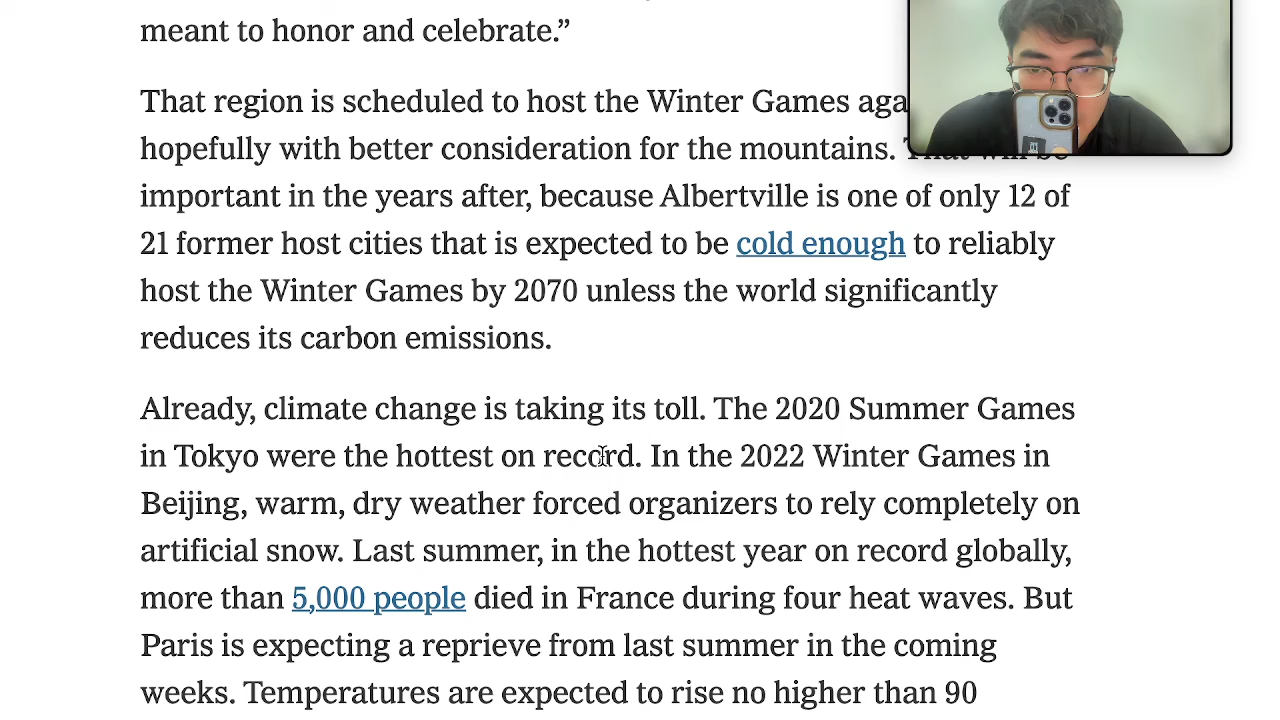 meant to honor and celebrate.”
That region is scheduled to host the Winter Games
hopefully with better consideration for the mountains. That will be
important in the years after, because Albertville is one of only 12 of
21 former host cities that is expected to be cold enough to reliably
host the Winter Games by 2070 unless the world significantly
reduces its carbon emissions.
Already, climate change is taking its toll. The 2020 Summer Games
in Tokyo were the hottest on record. In the 2022 Winter Games in
Beijing, warm, dry weather forced organizers to rely completely on
artificial snow. Last summer, in the hottest year on record globally,
more than 5,000 people died in France during four heat waves. But
Paris is expecting a reprieve from last summer in the coming
weeks. Temperatures are expected to rise no higher than 90